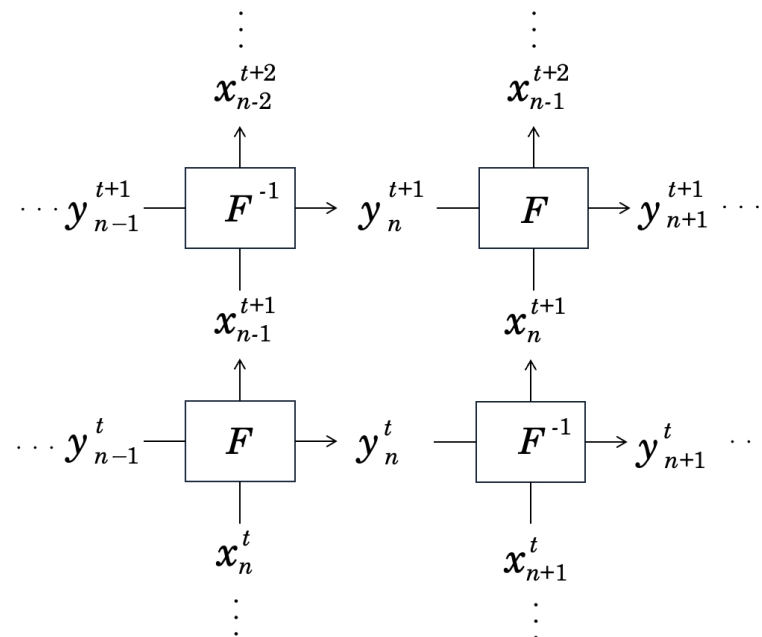 x_{n-2}^{t+2} x_{n-1}^{t+2}
··· y_{n-1}^{t+1} F^{-1} y_n^{t+1} F y_{n+1}^{t+1} ···
x_{n-1}^{t+1} x_n^{t+1}
··· y_{n-1}^t F y_n^t F^{-1} y_{n+1}^t ··
x_n^t x_{n+1}^t